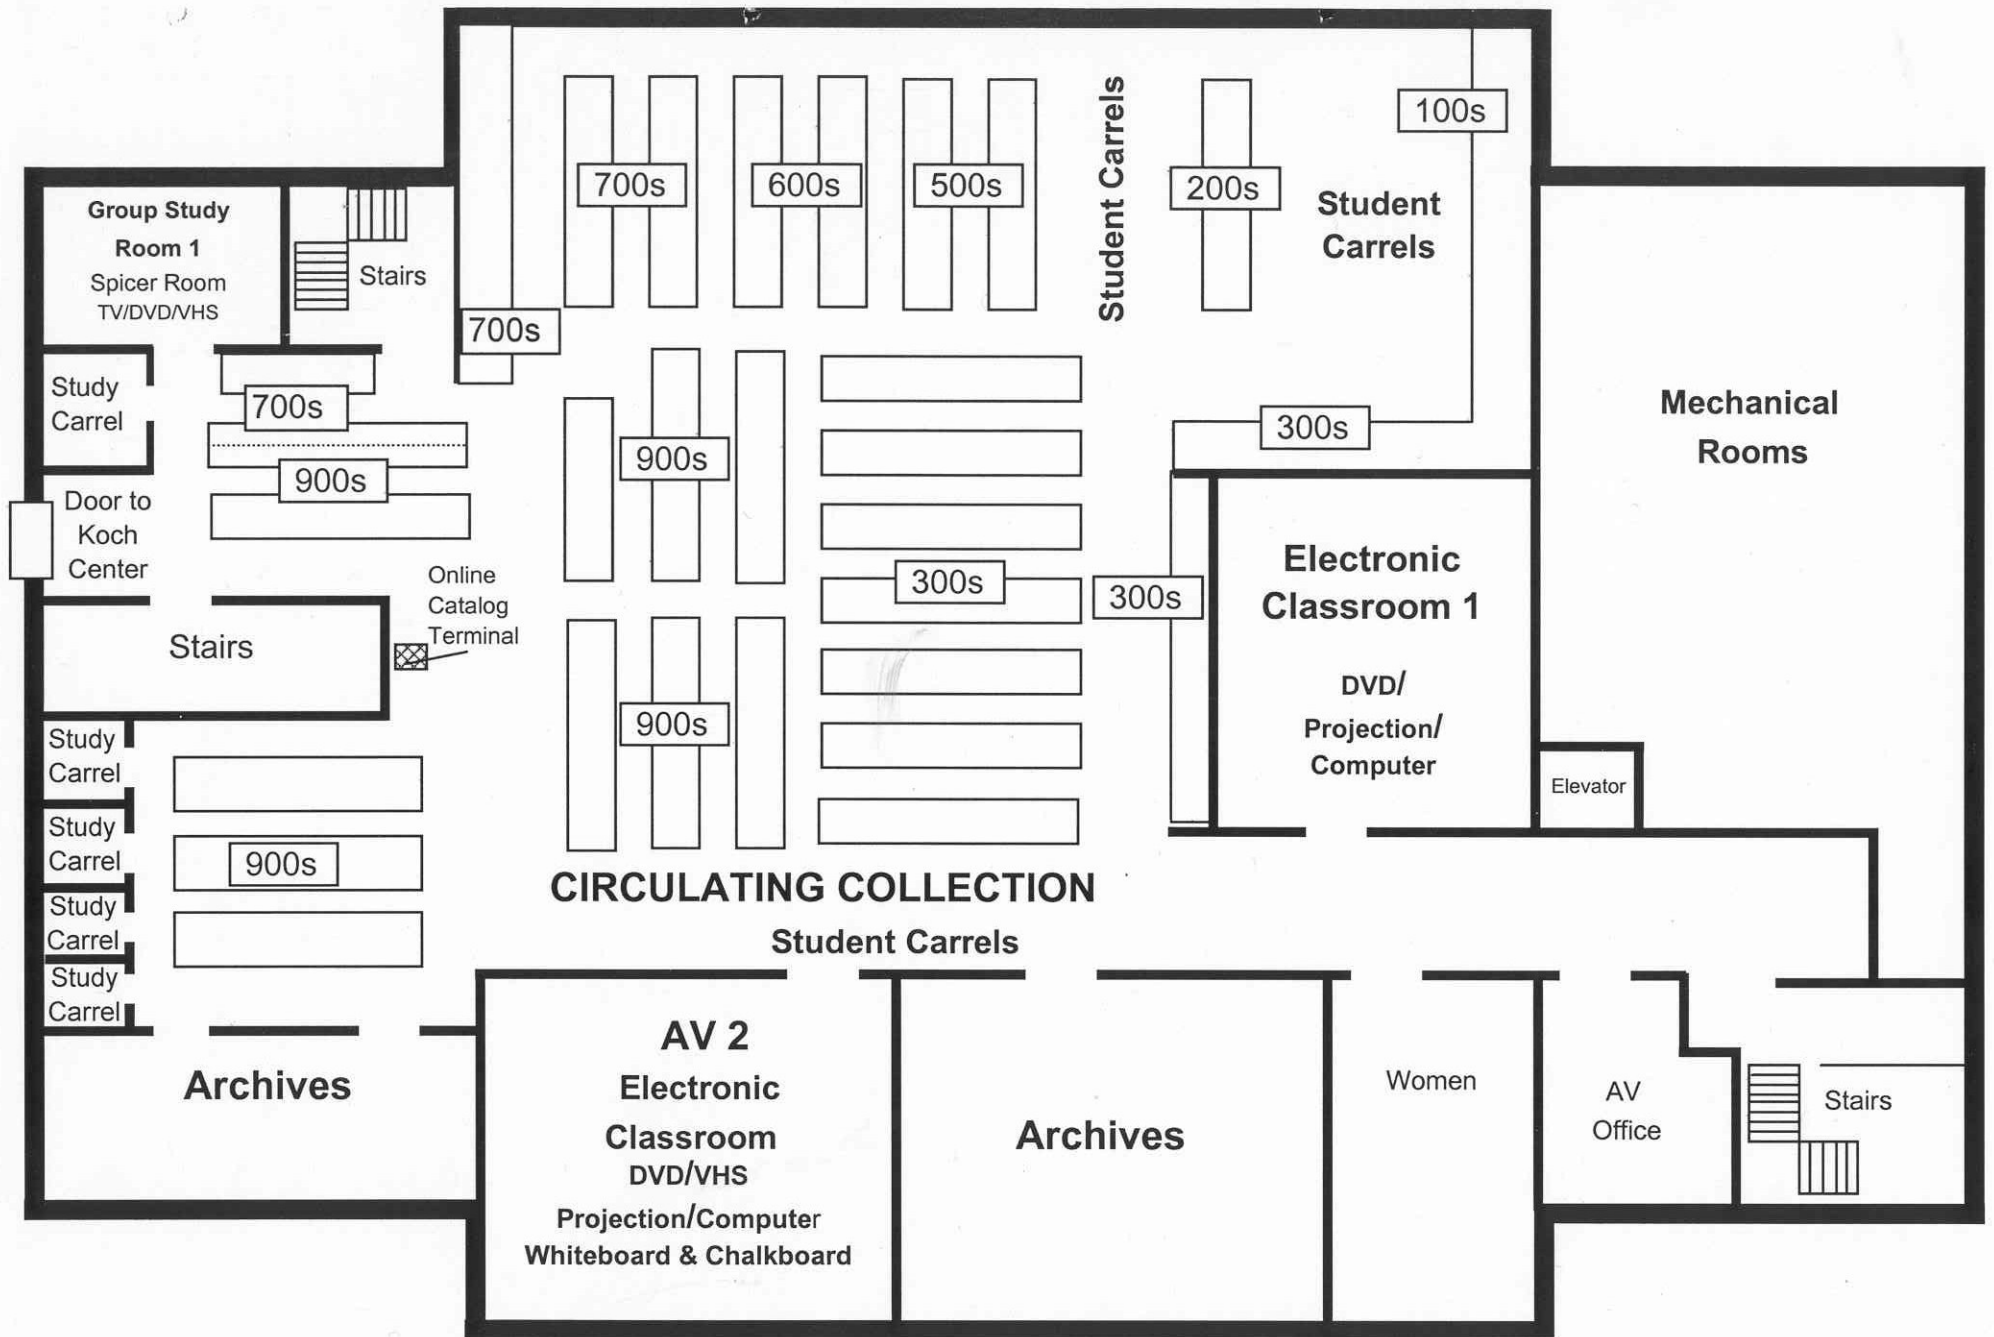 700s
600s
500s
Student Carrels
200s
100s
Student
Carrels
Group Study
Room 1
Spicer Room
TV/DVD/VHS
Stairs
700s
Study
Carrel
700s
900s
900s
300s
Mechanical
Rooms
Door to
Koch
Center
Online
Catalog
Terminal
300s
300s
Electronic
Classroom 1
DVD/
Projection/
Computer
Stairs
900s
Elevator
Study
Carrel
Study
Carrel
Study
Carrel
Study
Carrel
900s
CIRCULATING COLLECTION
Student Carrels
Archives
AV 2
Electronic
Classroom
DVD/VHS
Projection/Computer
Whiteboard & Chalkboard
Archives
Women
AV
Office
Stairs